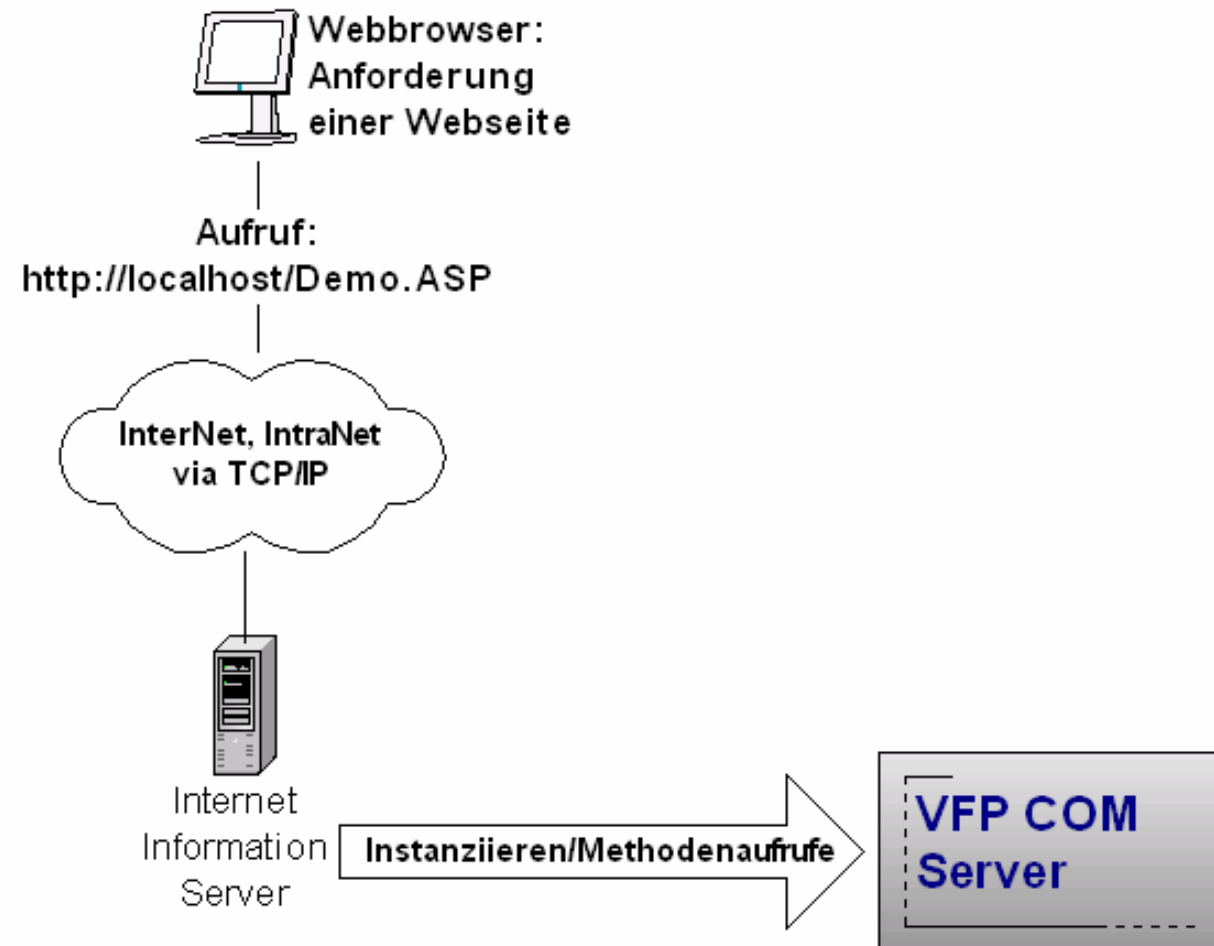 Webbrowser:
Anforderung
einer Webseite
Aufruf:
http://localhost/Demo.ASP
InterNet, IntraNet
via TCP/IP
Internet
Information
Server
Instanziieren/Methodenaufrufe
VFP COM
Server